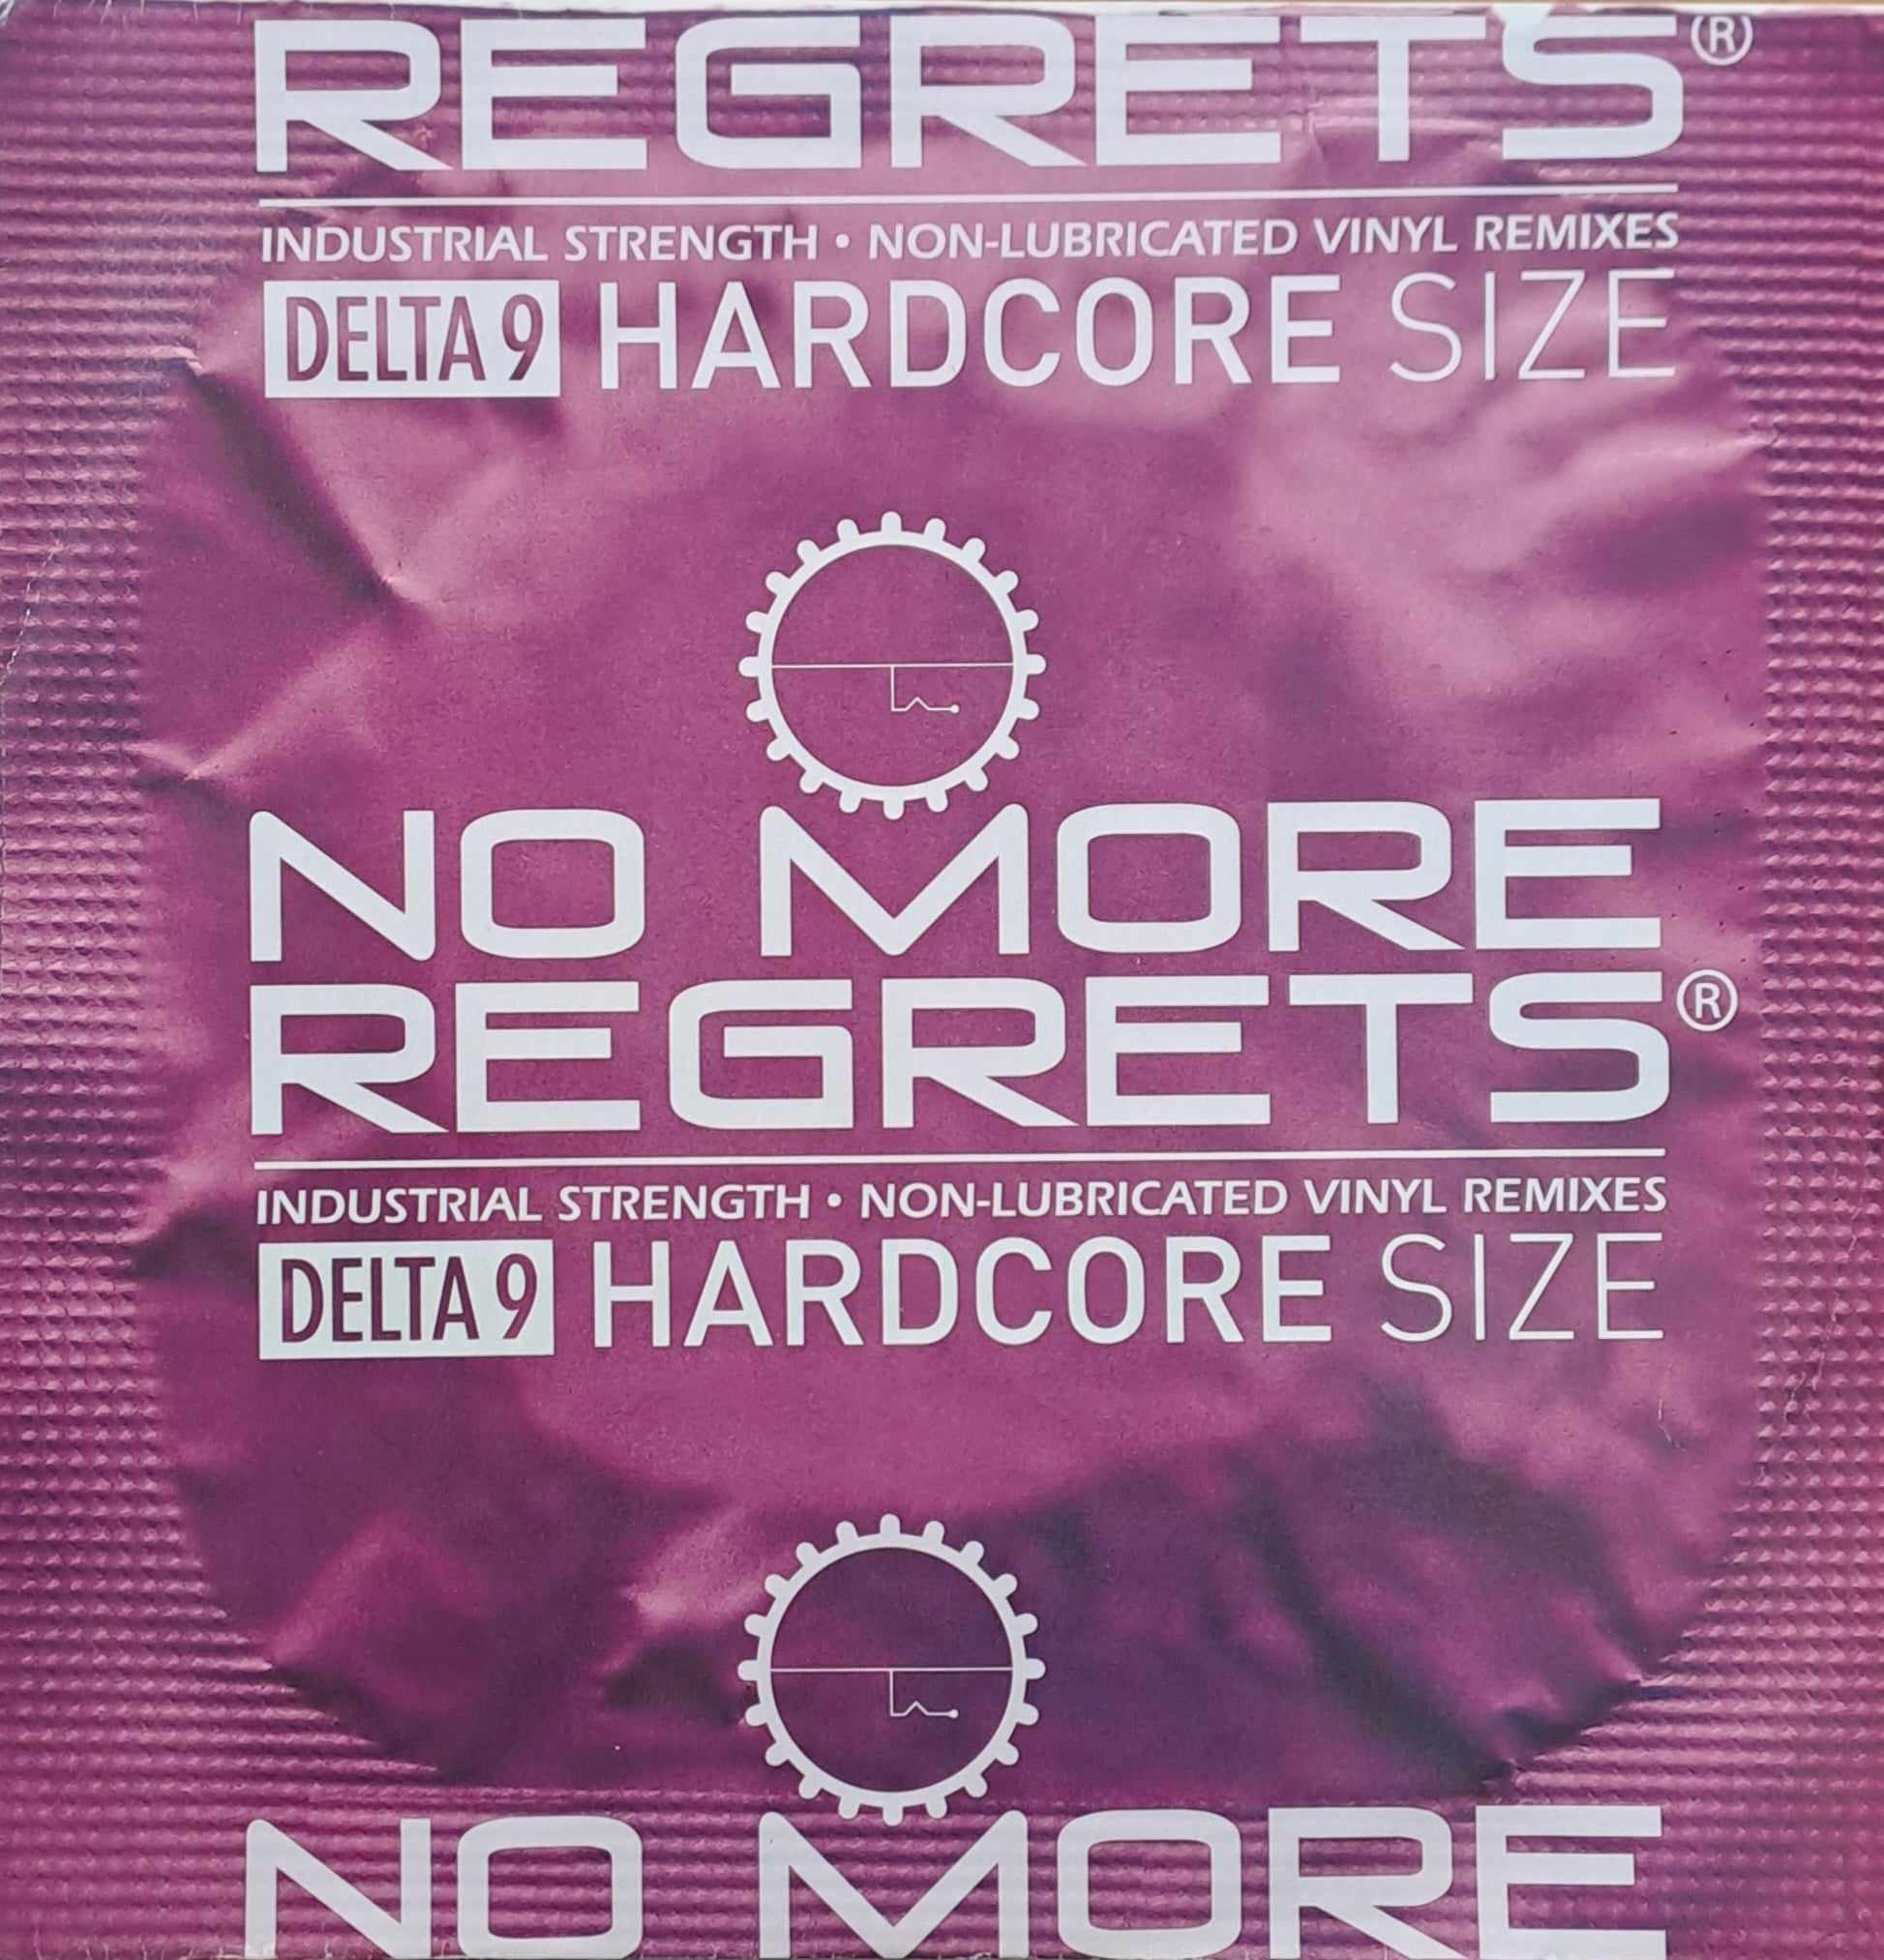 REGRETS®
INDUSTRIAL STRENGTH • NON-LUBRICATED VINYL REMIXES
DELTA 9 HARDCORE SIZE
NO MORE
REGRETS®
INDUSTRIAL STRENGTH • NON-LUBRICATED VINYL REMIXES
DELTA 9 HARDCORE SIZE
NO MORE